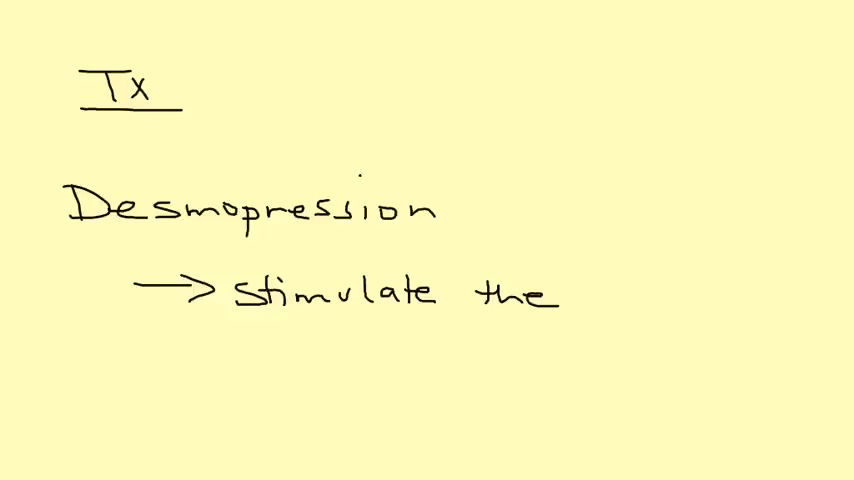 Tx
Desmopression
→ stimulate the